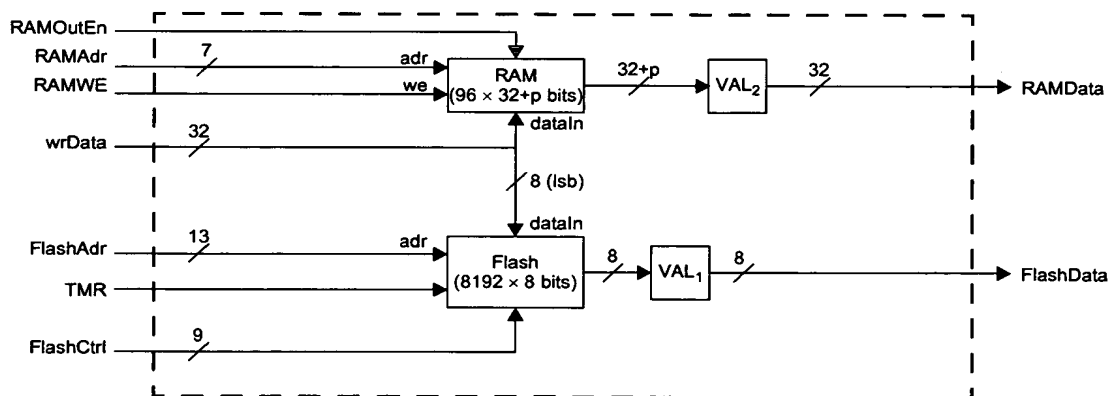 RAMOutEn
RAMAdr
7
adr
RAMWE
we
RAM
(96 × 32+p bits)
32+p
VAL2
32
RAMData
dataIn
wrData
32
8 (lsb)
dataIn
FlashAdr
13
adr
Flash
(8192 × 8 bits)
8
VAL1
8
FlashData
TMR
FlashCtrl
9